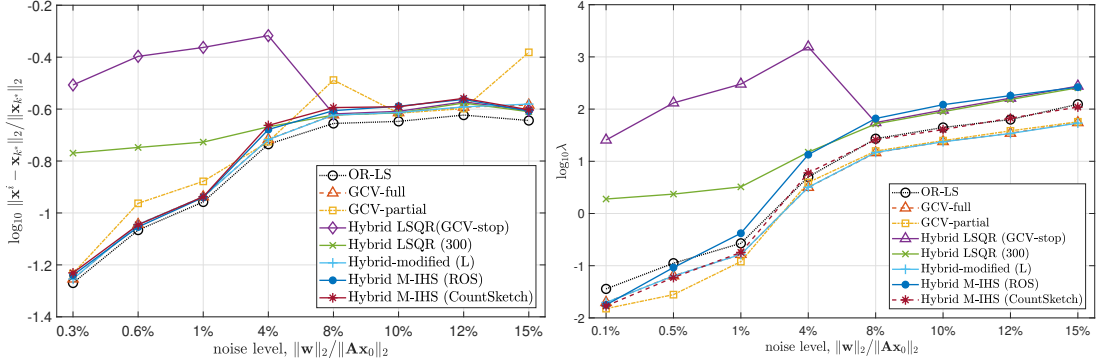 -0.2
-0.4
-0.6
-0.8
-1
-1.2
-1.4
log₁₀ ‖xⁱ − x_{k*}‖₂/‖x_{k*}‖₂
0.3% 0.6% 1% 4% 8% 10% 12% 15%
noise level, ‖w‖₂/‖Ax₀‖₂
OR-LS
GCV-full
GCV-partial
Hybrid LSQR(GCV-stop)
Hybrid LSQR (300)
Hybrid-modified (L)
Hybrid M-IHS (ROS)
Hybrid M-IHS (CountSketch)
4
3
2
1
0
-1
-2
log₁₀λ
0.1% 0.5% 1% 4% 8% 10% 12% 15%
noise level, ‖w‖₂/‖Ax₀‖₂
OR-LS
GCV-full
GCV-partial
Hybrid LSQR (GCV-stop)
Hybrid LSQR (300)
Hybrid-modified (L)
Hybrid M-IHS (ROS)
Hybrid M-IHS (CountSketch)